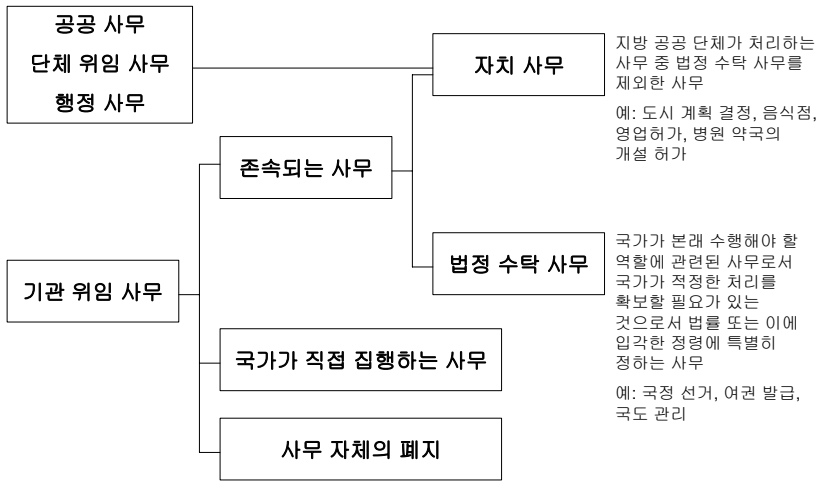 공공 사무
단체 위임 사무
행정 사무
자치 사무
지방 공공 단체가 처리하는
사무 중 법정 수탁 사무를
제외한 사무
예: 도시 계획 결정, 음식점,
영업허가, 병원 약국의
개설 허가
존속되는 사무
기관 위임 사무
법정 수탁 사무
국가가 본래 수행해야 할
역할에 관련된 사무로서
국가가 적정한 처리를
확보할 필요가 있는
것으로서 법률 또는 이에
입각한 정령에 특별히
정하는 사무
예: 국정 선거, 여권 발급,
국도 관리
국가가 직접 집행하는 사무
사무 자체의 폐지